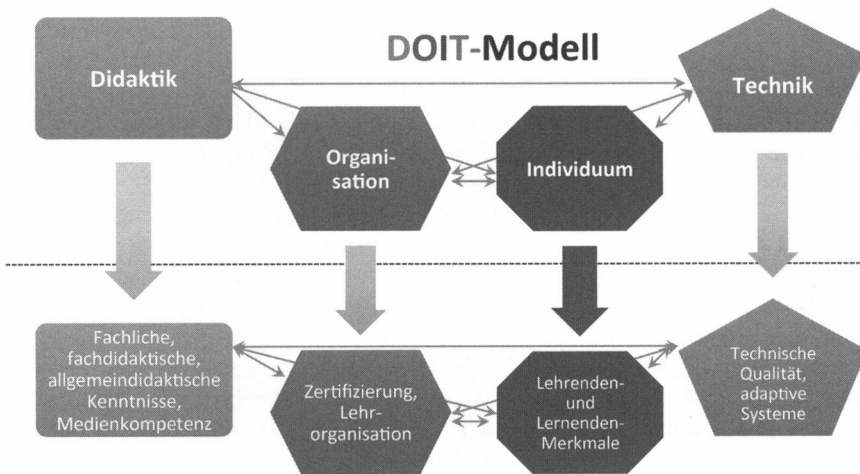 DOIT-Modell
Didaktik
Organi-
sation
Individuum
Technik
Fachliche,
fachdidaktische,
allgemeindidaktische
Kenntnisse,
Medienkompetenz
Zertifizierung,
Lehr-
organisation
Lehrenden-
und
Lernenden-
Merkmale
Technische
Qualität,
adaptive
Systeme